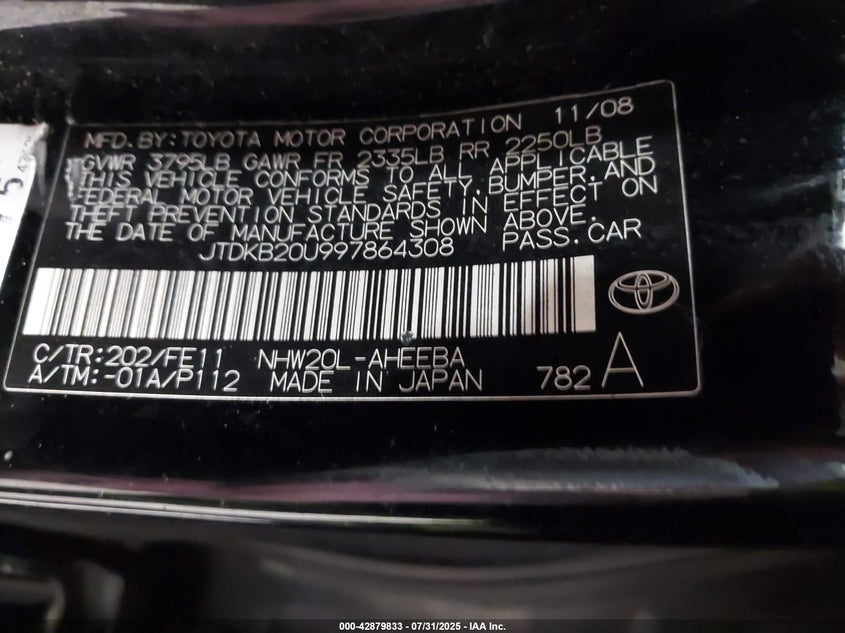 MFD.BY:TOYOTA MOTOR CORPORATION 11/08
GVWR 3795LB GAWR FR 2335LB RR 2250LB
THIS VEHICLE CONFORMS TO ALL APPLICABLE
FEDERAL MOTOR VEHICLE SAFETY,BUMPER,AND
THEFT PREVENTION STANDARDS IN EFFECT ON
THE DATE OF MANUFACTURE SHOWN ABOVE.
JTDKB20U997864308 PASS.CAR
C/TR:202/FE11 NHW20L-AHEEBA
A/TM:-01A/P112 MADE IN JAPAN 782 A
000-42879833 / 07/31/2025 - IAA Inc.